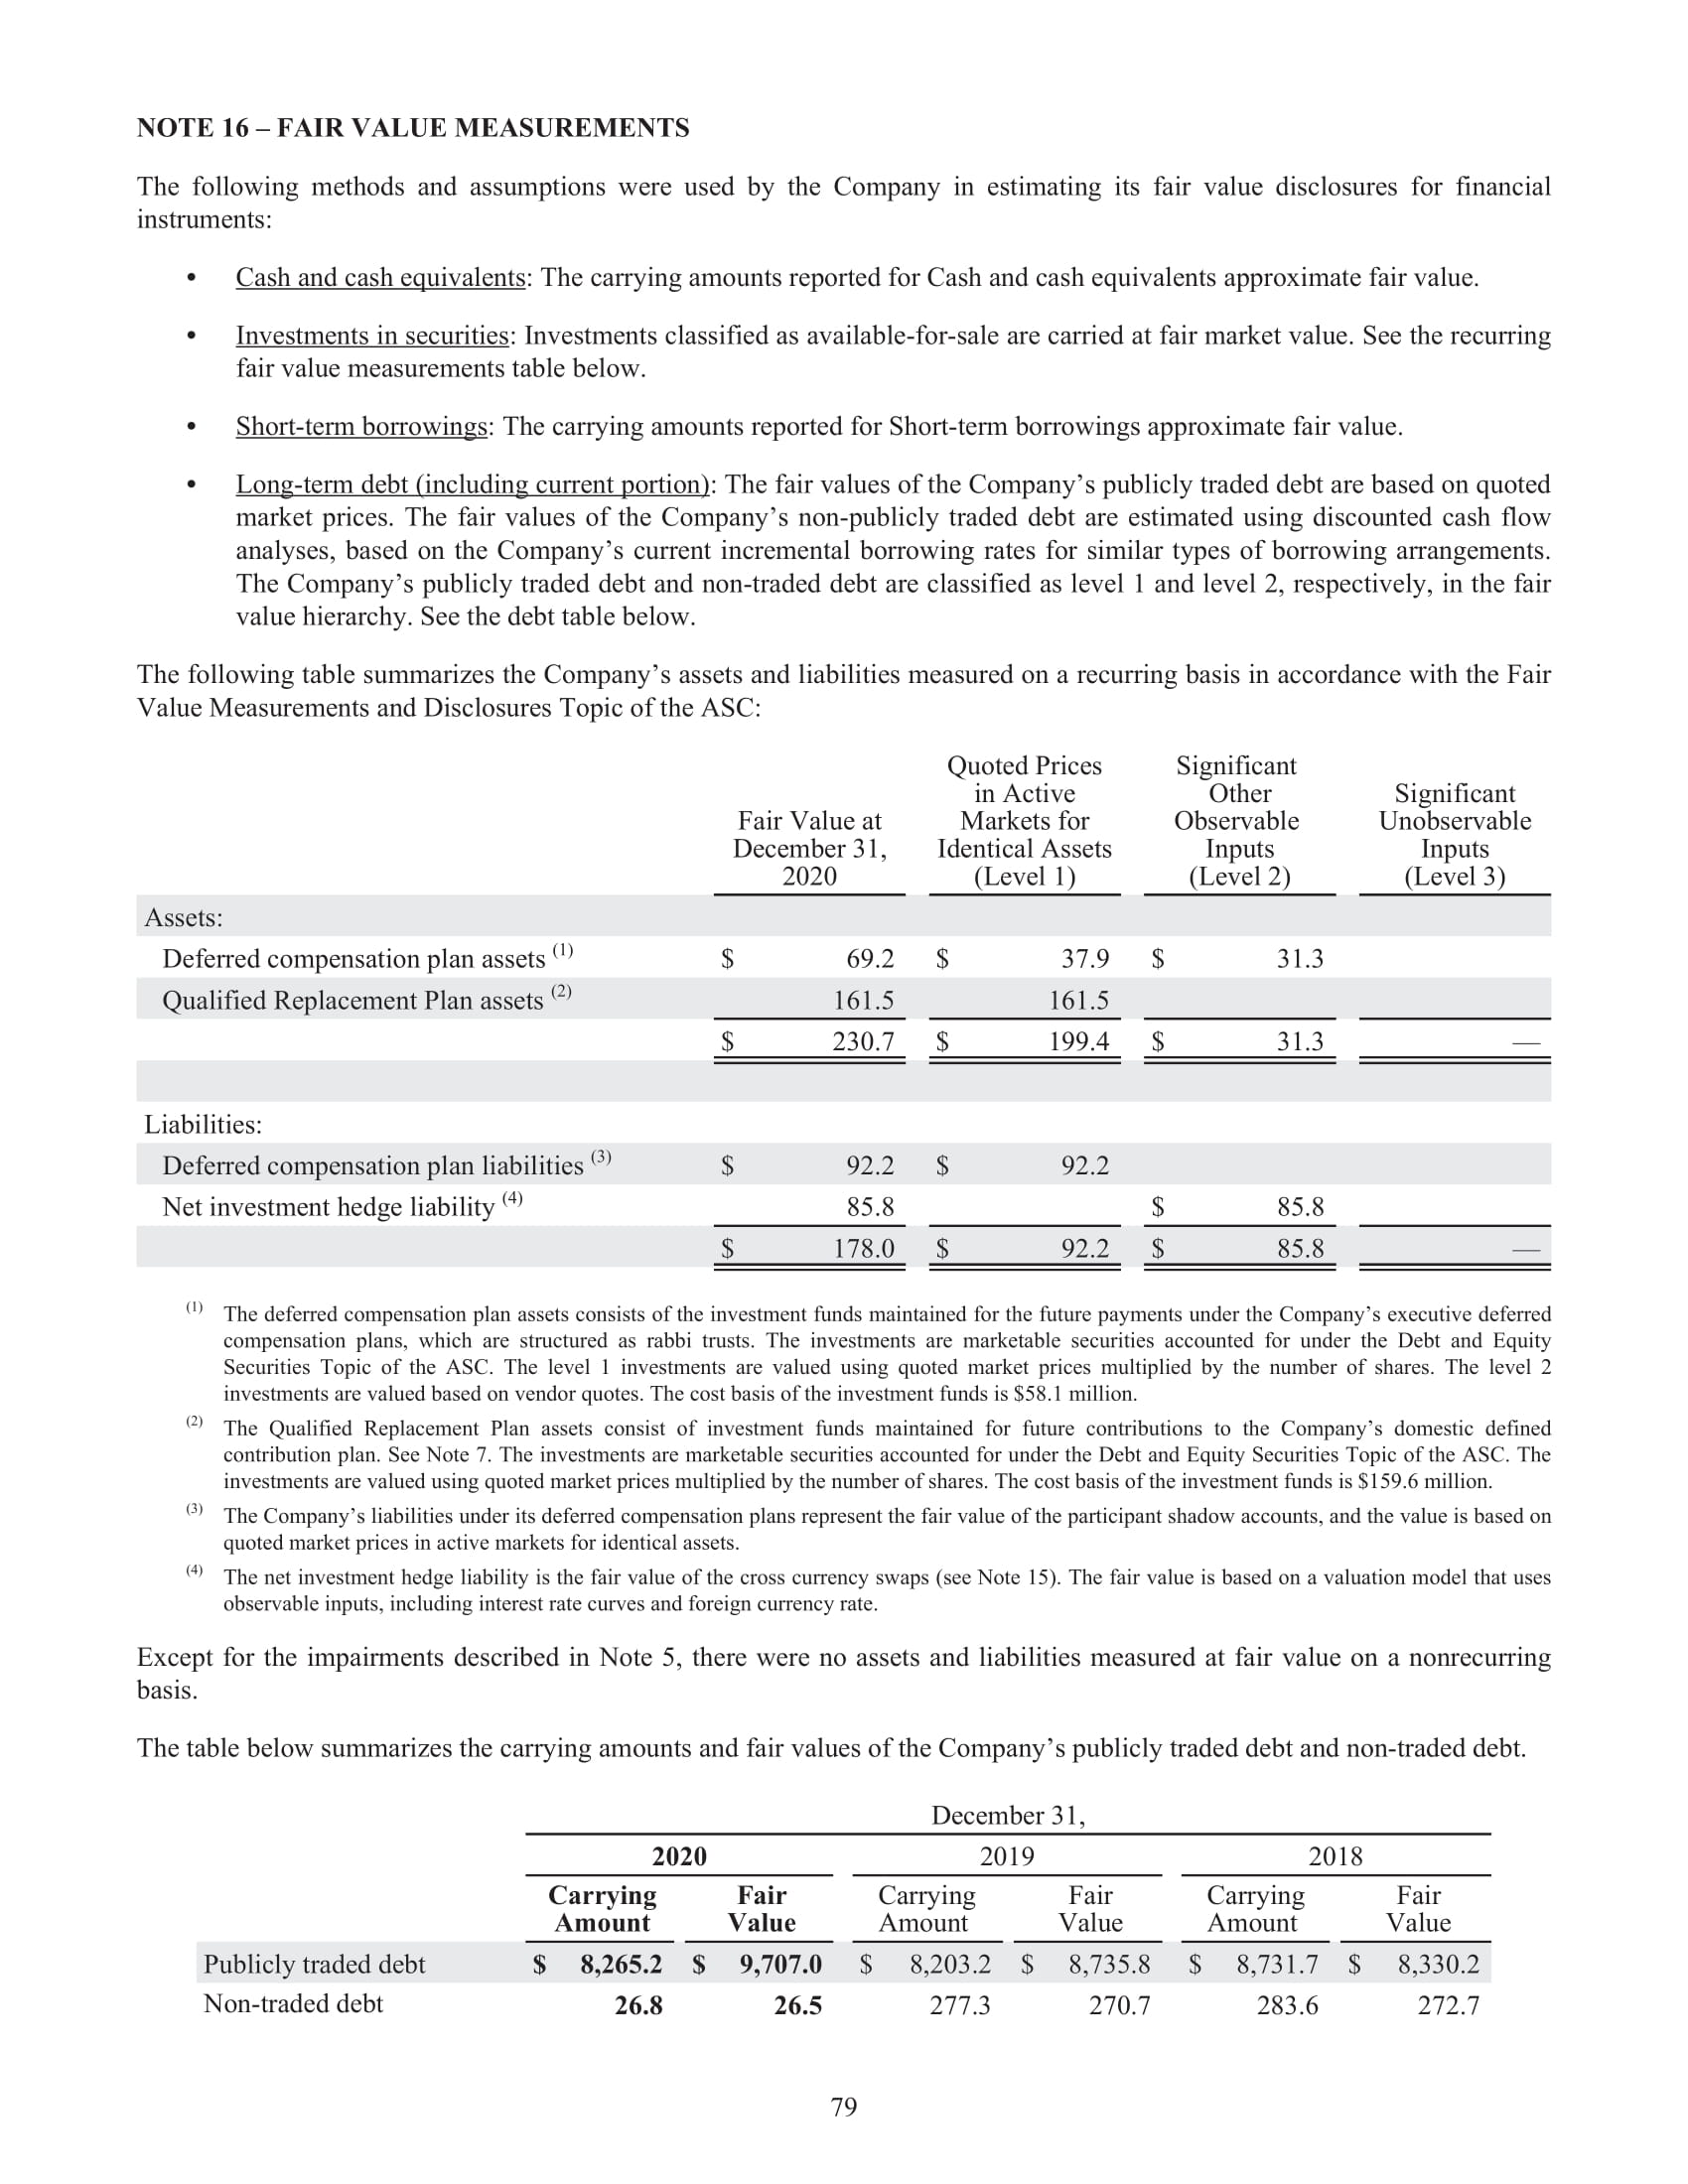 NOTE 16 – FAIR VALUE MEASUREMENTS
The following methods and assumptions were used by the Company in estimating its fair value disclosures for financial
instruments:
• Cash and cash equivalents: The carrying amounts reported for Cash and cash equivalents approximate fair value.
• Investments in securities: Investments classified as available-for-sale are carried at fair market value. See the recurring
fair value measurements table below.
• Short-term borrowings: The carrying amounts reported for Short-term borrowings approximate fair value.
• Long-term debt (including current portion): The fair values of the Company’s publicly traded debt are based on quoted
market prices. The fair values of the Company’s non-publicly traded debt are estimated using discounted cash flow
analyses, based on the Company’s current incremental borrowing rates for similar types of borrowing arrangements.
The Company’s publicly traded debt and non-traded debt are classified as level 1 and level 2, respectively, in the fair
value hierarchy. See the debt table below.
The following table summarizes the Company’s assets and liabilities measured on a recurring basis in accordance with the Fair
Value Measurements and Disclosures Topic of the ASC:
Quoted Prices Significant
in Active Other Significant
Fair Value at Markets for Observable Unobservable
December 31, Identical Assets Inputs Inputs
2020 (Level 1) (Level 2) (Level 3)
Assets:
Deferred compensation plan assets (1) $ 69.2 $ 37.9 $ 31.3
Qualified Replacement Plan assets (2) 161.5 161.5
$ 230.7 $ 199.4 $ 31.3 —
Liabilities:
Deferred compensation plan liabilities (3) $ 92.2 $ 92.2
Net investment hedge liability (4) 85.8 $ 85.8
$ 178.0 $ 92.2 $ 85.8 —
(1) The deferred compensation plan assets consists of the investment funds maintained for the future payments under the Company’s executive deferred
compensation plans, which are structured as rabbi trusts. The investments are marketable securities accounted for under the Debt and Equity
Securities Topic of the ASC. The level 1 investments are valued using quoted market prices multiplied by the number of shares. The level 2
investments are valued based on vendor quotes. The cost basis of the investment funds is $58.1 million.
(2) The Qualified Replacement Plan assets consist of investment funds maintained for future contributions to the Company’s domestic defined
contribution plan. See Note 7. The investments are marketable securities accounted for under the Debt and Equity Securities Topic of the ASC. The
investments are valued using quoted market prices multiplied by the number of shares. The cost basis of the investment funds is $159.6 million.
(3) The Company’s liabilities under its deferred compensation plans represent the fair value of the participant shadow accounts, and the value is based on
quoted market prices in active markets for identical assets.
(4) The net investment hedge liability is the fair value of the cross currency swaps (see Note 15). The fair value is based on a valuation model that uses
observable inputs, including interest rate curves and foreign currency rate.
Except for the impairments described in Note 5, there were no assets and liabilities measured at fair value on a nonrecurring
basis.
The table below summarizes the carrying amounts and fair values of the Company’s publicly traded debt and non-traded debt.
December 31,
2020 2019 2018
Carrying Fair Carrying Fair Carrying Fair
Amount Value Amount Value Amount Value
Publicly traded debt $ 8,265.2 $ 9,707.0 $ 8,203.2 $ 8,735.8 $ 8,731.7 $ 8,330.2
Non-traded debt 26.8 26.5 277.3 270.7 283.6 272.7
79